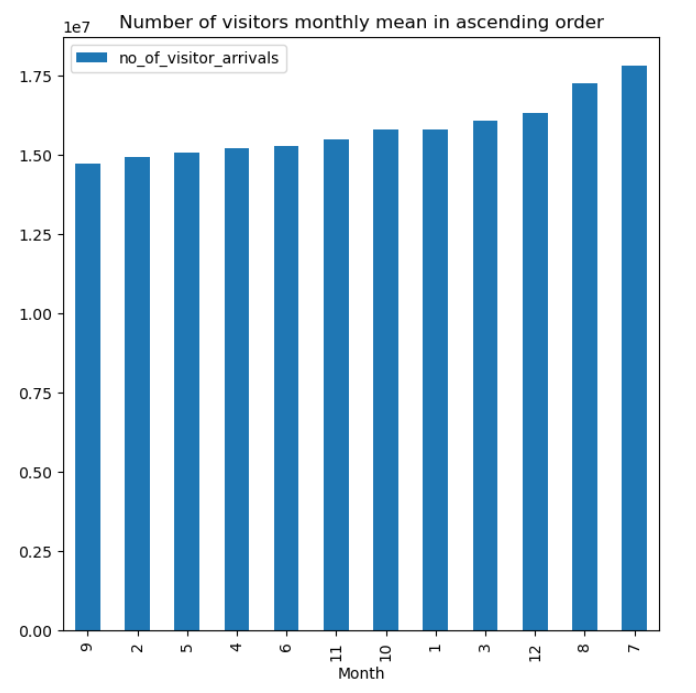 Number of visitors monthly mean in ascending order
1e7
no_of_visitor_arrivals
1.75
1.50
1.25
1.00
0.75
0.50
0.25
0.00
9 2 5 4 6 11 10 1 3 12 8 7
Month